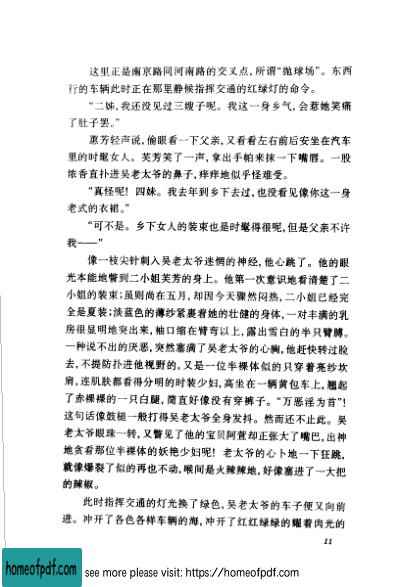 这里正是南京路同河南路的交叉点，所谓“抛球场”。东西
行的车辆此时正在那里静候指挥交通的红绿灯的命令。
“二姊，我还没见过三嫂子呢。我这一身乡气，会惹她笑痛
了肚子罢。”
蕙芳轻声说，偷眼看一下父亲，又看看左右前后安坐在汽车
里的时髦女人。芙芳笑了一声，拿出手帕来抹一下嘴唇。一股
浓香直扑进吴老太爷的鼻子，痒痒地似乎怪难受。
“真怪呢！四妹。我去年到乡下去过，也没看见像你这一身
老式的衣裙。”
“可不是。乡下女人的装束也是时髦得很呢，但是父亲不许
我——”
像一枝尖针刺入吴老太爷迷惘的神经，他心跳了。他的眼
光本能地瞥到二小姐芙芳的身上。他第一次意识地看清楚了二
小姐的装束；虽则尚在五月，却因今天骤然闷热，二小姐已经完
全是夏装；淡蓝色的薄纱紧裹着她的壮健的身体，一对丰满的乳
房很显明地突出来，袖口缩在臂弯以上，露出雪白的半只臂膊。
一种说不出的厌恶，突然塞满了吴老太爷的心胸，他赶快转过脸
去，不提防扑进他视野的，又是一位半裸体似的只穿着亮纱坎
肩，连肌肤都看得分明的时装少妇，高坐在一辆黄包车上，翘起
了赤裸裸的一只白腿，简直好像没有穿裤子。“万恶淫为首”！
这句话像鼓槌一般打得吴老太爷全身发抖。然而还不止此。吴
老太爷眼珠一转，又瞥见了他的宝贝阿萱却正张大了嘴巴，出神
地贪看那位半裸体的妖艳少妇呢！老太爷的心卜地一下狂跳，
就像爆裂了似的再也不动，喉间是火辣辣地，好像塞进了一大把
的辣椒。
此时指挥交通的灯光换了绿色，吴老太爷的车子便又向前
进。冲开了各色各样车辆的海，冲开了红红绿绿的耀着肉光的
11
homeofpdf.com
see more please visit: https://homeofpdf.com